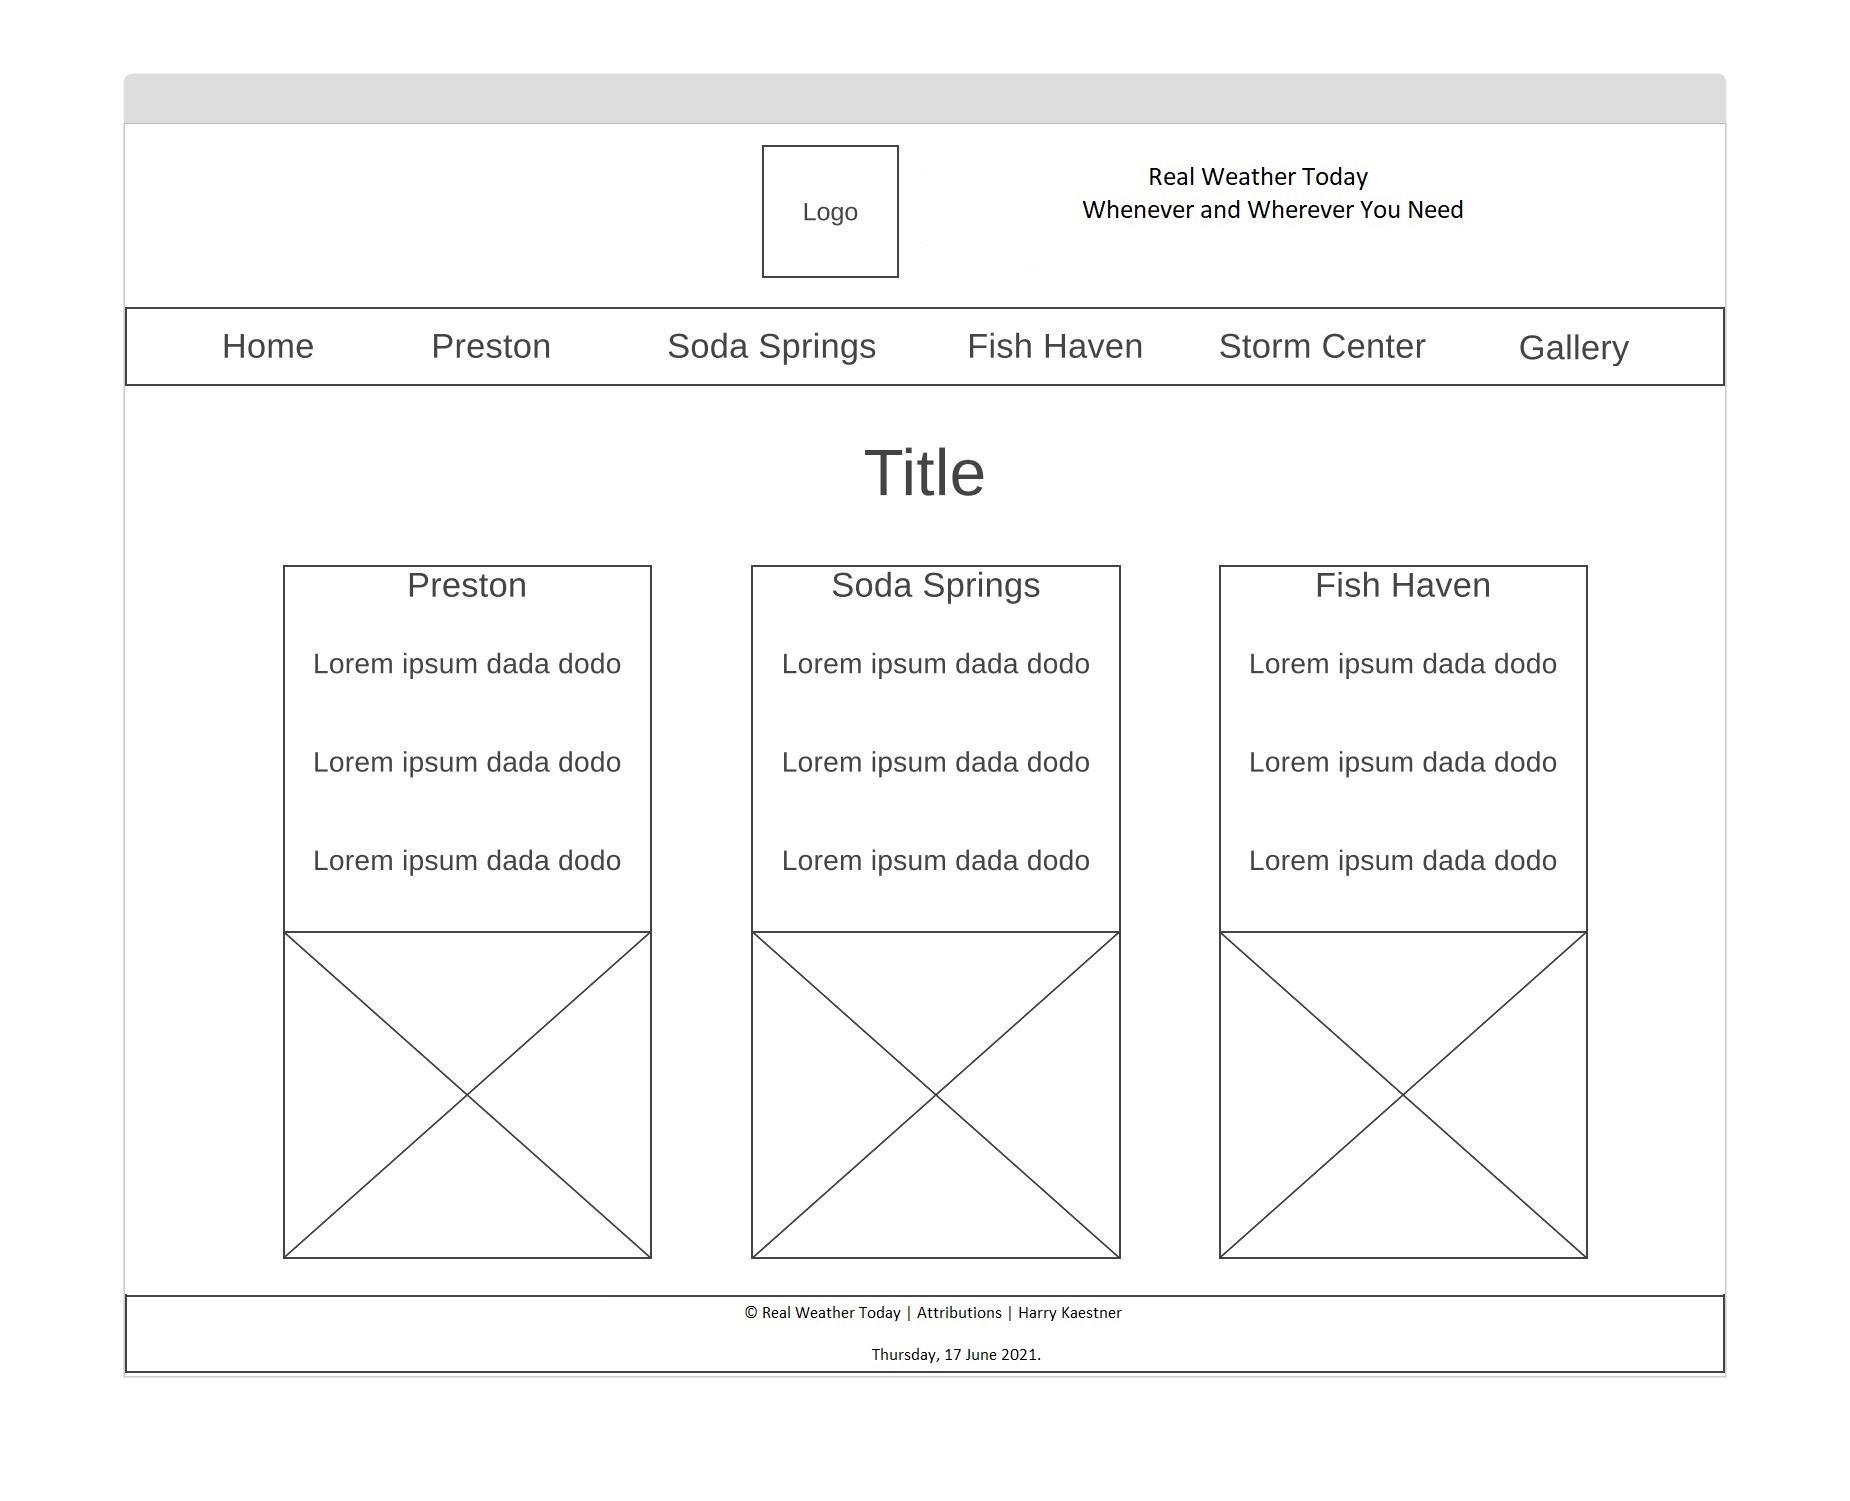 Logo
Real Weather Today
Whenever and Wherever You Need
Home Preston Soda Springs Fish Haven Storm Center Gallery
Title
Preston
Lorem ipsum dada dodo
Lorem ipsum dada dodo
Lorem ipsum dada dodo
Soda Springs
Lorem ipsum dada dodo
Lorem ipsum dada dodo
Lorem ipsum dada dodo
Fish Haven
Lorem ipsum dada dodo
Lorem ipsum dada dodo
Lorem ipsum dada dodo
© Real Weather Today | Attributions | Harry Kaestner
Thursday, 17 June 2021.